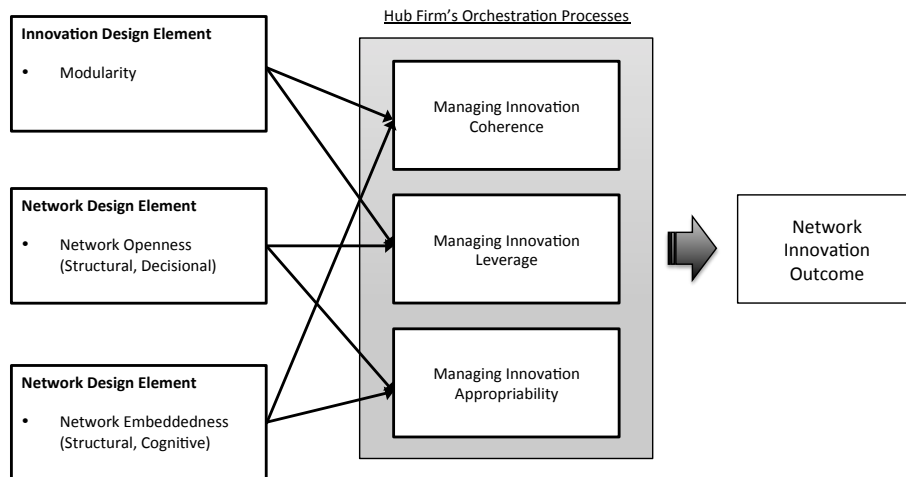 Hub Firm's Orchestration Processes
Innovation Design Element
• Modularity
Network Design Element
• Network Openness
(Structural, Decisional)
Network Design Element
• Network Embeddedness
(Structural, Cognitive)
Managing Innovation
Coherence
Managing Innovation
Leverage
Managing Innovation
Appropriability
Network
Innovation
Outcome